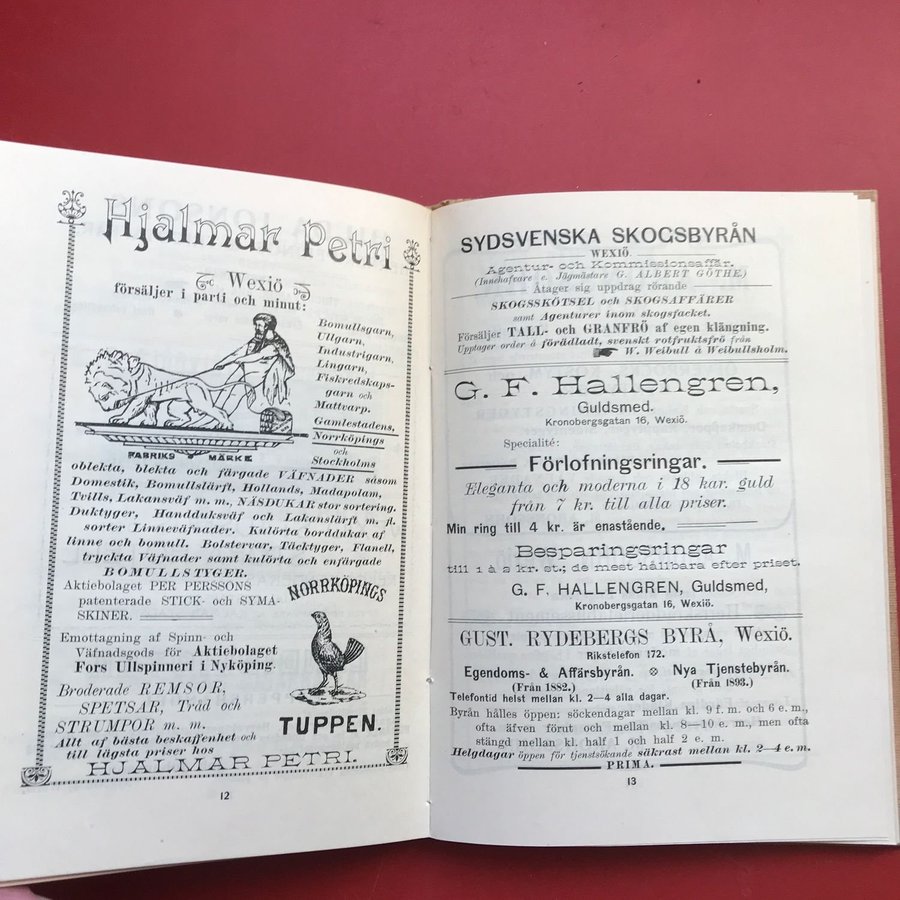 Hjalmar Petri
Wexiö
försäljer i parti och minut:
Bomullsgarn,
Ullgarn,
Industrigarn,
Lingarn,
Fiskredskaps-
garn och
Mattvarp.
Gamlestadens,
Norrköpings
och
Stockholms
FABRIKS MÄRKE
oblekta, blekta och färgade VÄFNADER såsom
Domestik, Bomullslärft, Hollands, Madapolam,
Tvills, Lakansväf m. m., NÄSDUKAR stor sortering.
Duktyger, Handduksväf och Lakanslärft m. fl.
sorter Linneväfnader. Kulörta borddukar af
linne och bomull. Bolstervar, Täcktyger, Flanell,
tryckta Väfnader samt kulörta och enfärgade
BOMULLSTYGER.
Aktiebolaget PER PERSSONS
patenterade STICK- och SYMA-
SKINER.
Emottagning af Spinn- och
Väfnadsgods för Aktiebolaget
Fors Ullspinneri i Nyköping.
Broderade REMSOR,
SPETSAR, Tråd och
STRUMPOR m. m.
Allt af bästa beskaffenhet och
till lägsta priser hos
HJALMAR PETRI.
NORRKÖPINGS
TUPPEN.
12
SYDSVENSKA SKOGSBYRÅN
WEXIÖ.
Agentur- och Kommissionsaffär.
(Innehafvare e. Jägmästare G. ALBERT GÖTHE)
Åtager sig uppdrag rörande
SKOGSSKÖTSEL och SKOGSAFFÄRER
samt Agenturer inom skogsfacket.
Försäljer TALL- och GRANFRÖ af egen klängning.
Upptager order å förädladt, svenskt rotfruktsfrö från
W. Weibull å Weibullsholm.
G. F. Hallengren,
Guldsmed.
Kronobergsgatan 16, Wexiö.
Specialité:
Förlofningsringar.
Eleganta och moderna i 18 kar. guld
från 7 kr. till alla priser.
Min ring till 4 kr. är enastående.
Besparingsringar
till 1 à 2 kr. st.; de mest hållbara efter priset.
G. F. HALLENGREN, Guldsmed,
Kronobergsgatan 16, Wexiö.
GUST. RYDEBERGS BYRÅ, Wexiö.
Rikstelefon 172.
Egendoms- & Affärsbyrån. Nya Tjenstebyrån.
(Från 1882.) (Från 1893.)
Telefontid helst mellan kl. 2—4 alla dagar.
Byrån hålles öppen: söckendagar mellan kl. 9 f. m. och 6 e. m.,
ofta äfven förut och mellan kl. 8—10 e. m., men ofta
stängd mellan kl. half 1 och half 2 e. m.
Helgdagar öppen för tjenstsökande säkrast mellan kl. 2—4 e. m.
PRIMA.
13